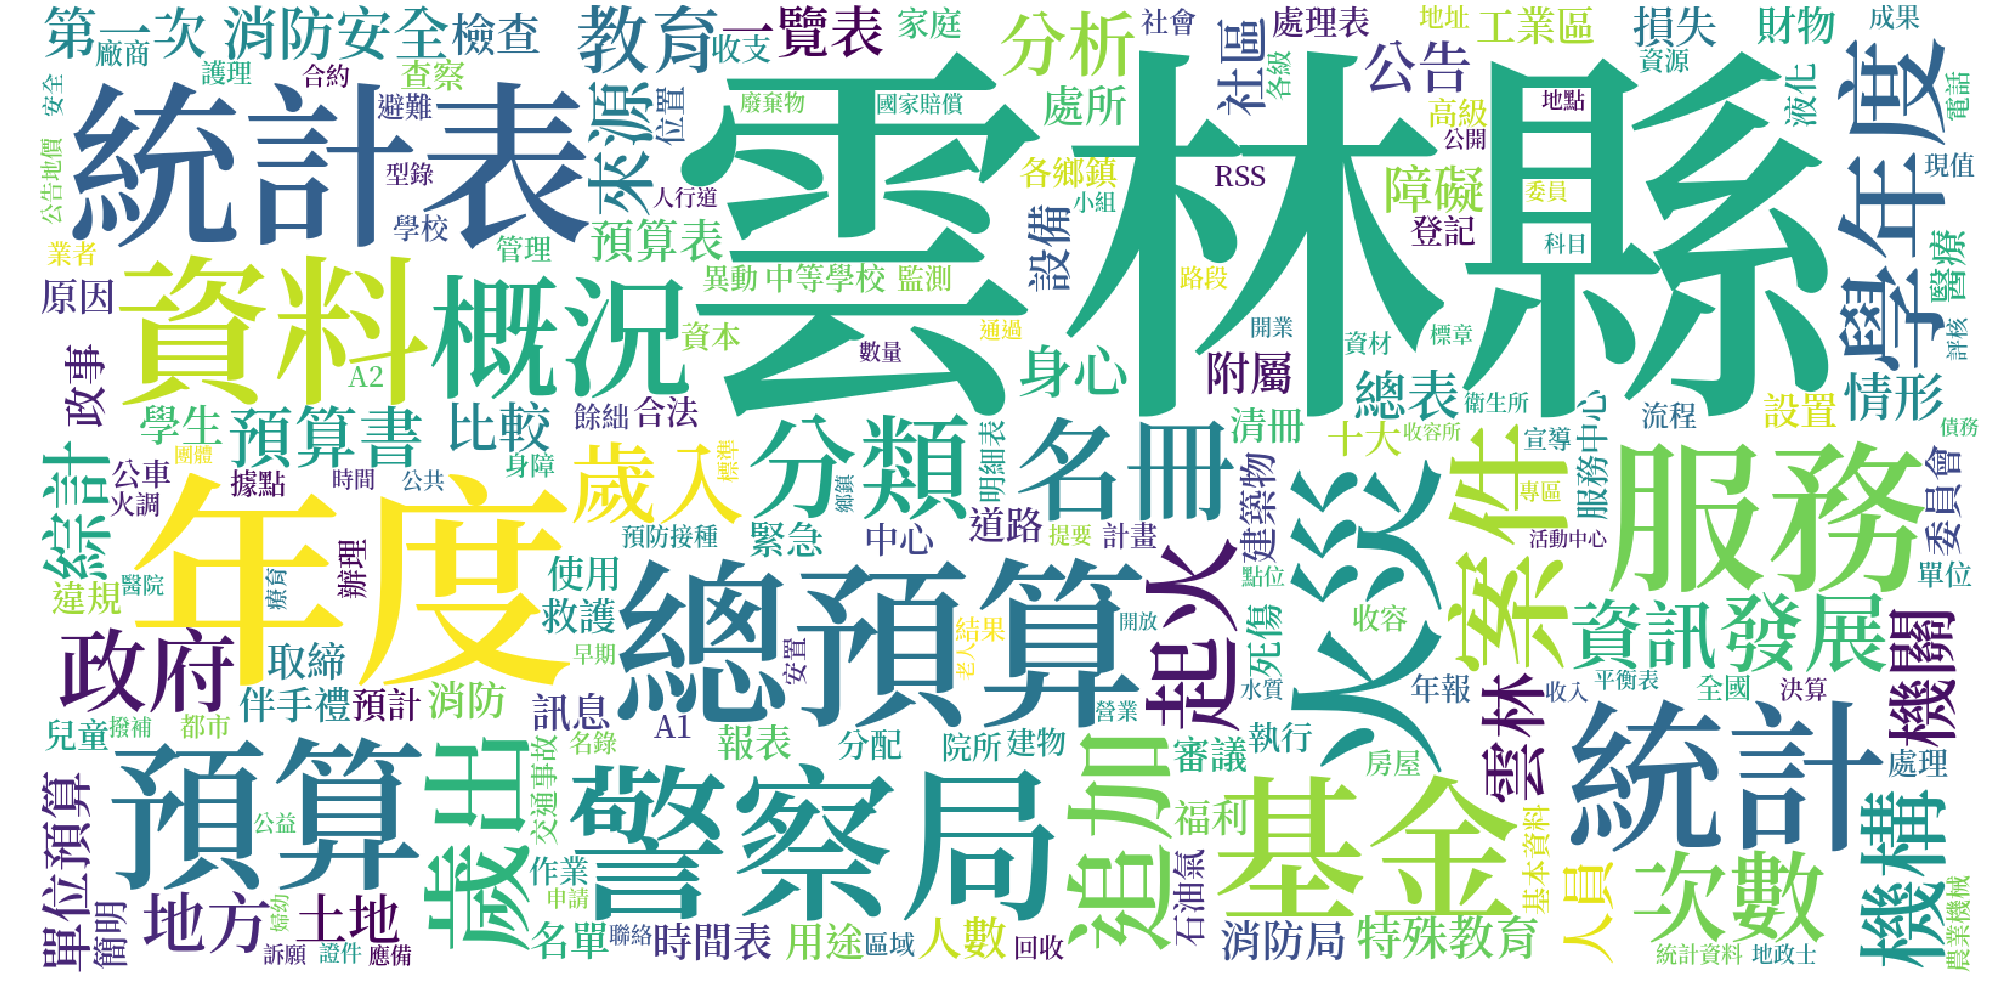 第一次
消防安全
檢查
教育
一覽表
收支
家庭
分析
社會
社區
處理表
地址
工業區
損失
財物
成果
廠商
護理
合約
查察
安全
避難
統計表
來源
位置
廢棄物
國家賠償
處所
各級
公告
高級
地點
公開
資源
液化
年度
學年度
電話
公告地價
型錄
人行道
學校
雲林縣
各鄉鎮
RSS
小組
障礙
登記
委員
科目
現值
業者
管理
預算表
異動
中等學校
監測
設備
路段
醫療
原因
資料
概況
資本
數量
通過
開業
資材
標章
評核
政事
A2
身心
附屬
總表
衛生所
流程
設置
情形
學生
預算書
比較
餘絀
合法
分類
名冊
清冊
十大
收容所
宣導
服務中心
債務
綜計
公車
團體
身障
歲入
標準
明細表
火調
據點
時間
公共
鄉鎮
道路
建築物
火災
案件
專區
服務
委員會
年度
預防接種
緊急
中心
提要
計畫
活動中心
違規
醫院
療育
辦理
使用
救護
總預算
起火
點位
收容
資訊
發展
單位
機關
政府
取締
早期
安置
老人
結果
開放
死傷
水質
伴手禮
預計
消防
訊息
A1
營業
年報
雲林
收入
平衡表
全國
決算
兒童
撥補
都市
名錄
報表
分配
院所
建物
審議
執行
房屋
統計
處理
預算
歲出
交通事故
警察局
追加
福利
基金
基本資料
機構
單位預算
公益
作業
石油氣
人員
次數
簡明
地方
婦幼
土地
申請
名單
聯絡
時間表
用途
區域
人數
回收
消防局
特殊教育
農業機械
訴願
證件
應備
統計資料
地政士